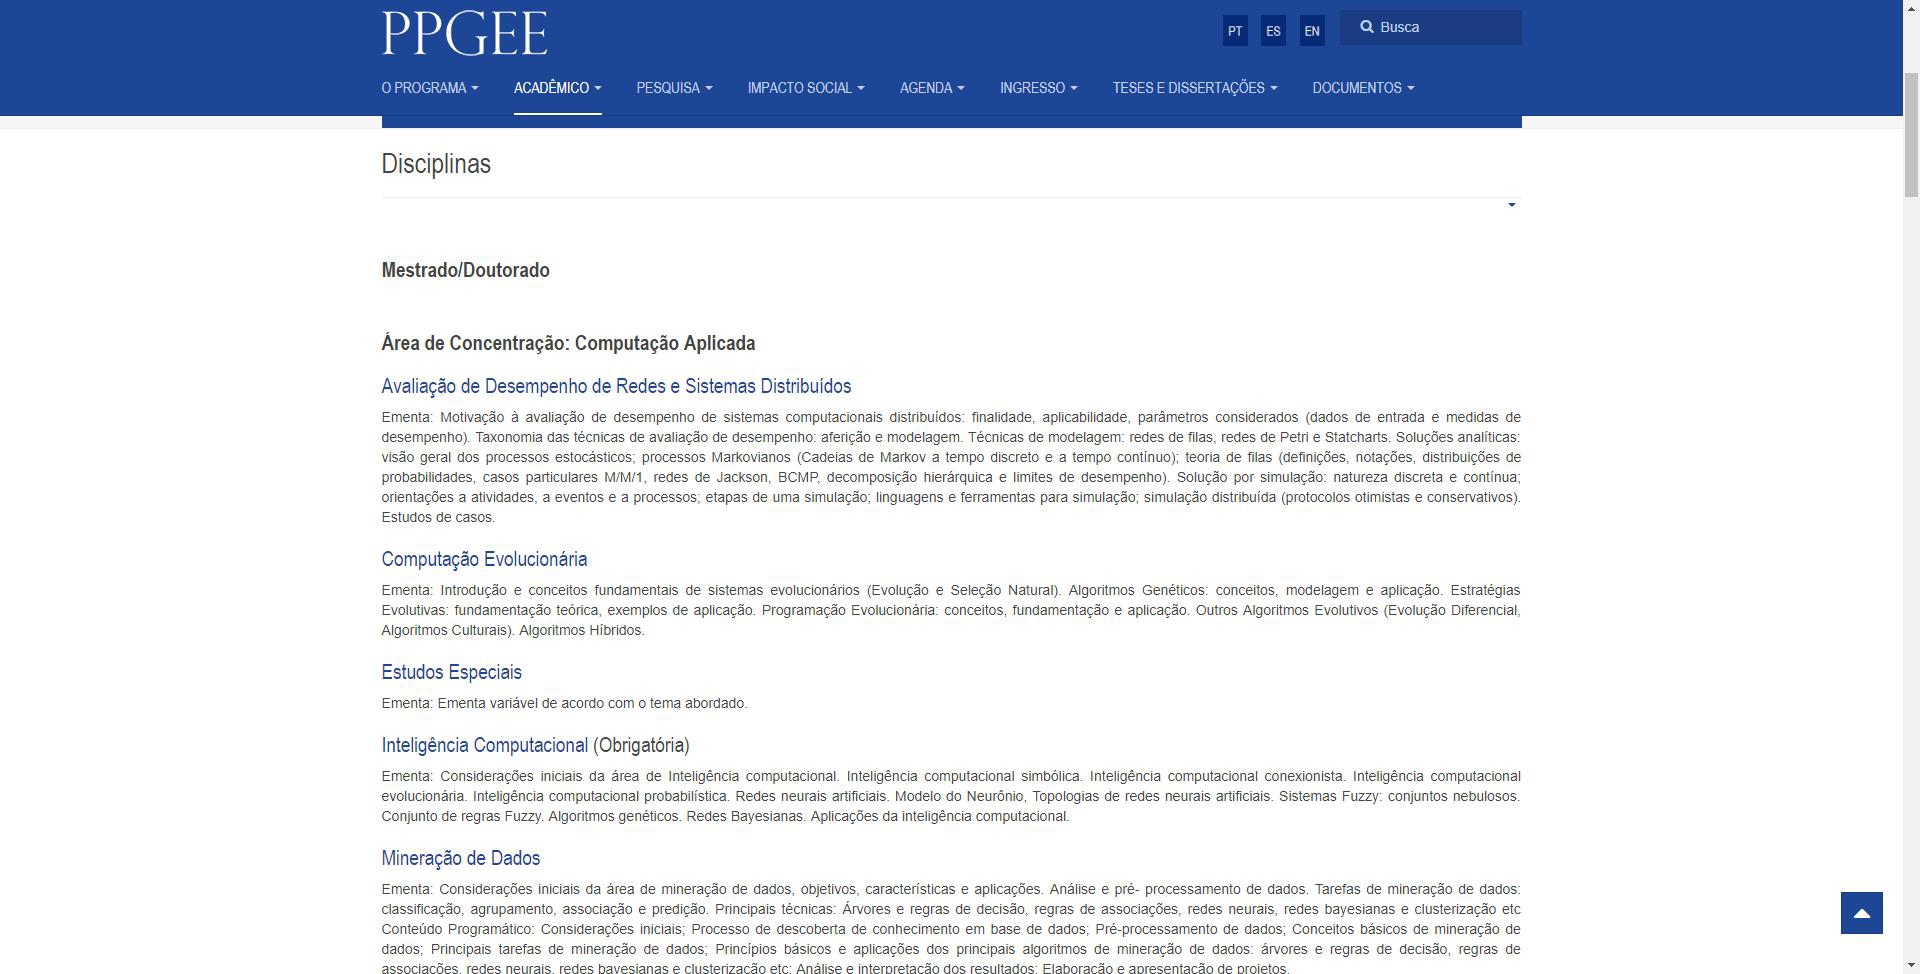 PPGEE
PT ES EN Busca
O PROGRAMA ACADÊMICO PESQUISA IMPACTO SOCIAL AGENDA INGRESSO TESES E DISSERTAÇÕES DOCUMENTOS
Disciplinas
Mestrado/Doutorado
Área de Concentração: Computação Aplicada
Avaliação de Desempenho de Redes e Sistemas Distribuídos
Ementa: Motivação à avaliação de desempenho de sistemas computacionais distribuídos: finalidade, aplicabilidade, parâmetros considerados (dados de entrada e medidas de
desempenho). Taxonomia das técnicas de avaliação de desempenho: aferição e modelagem. Técnicas de modelagem: redes de filas, redes de Petri e Statcharts. Soluções analíticas:
visão geral dos processos estocásticos; processos Markovianos (Cadeias de Markov a tempo discreto e a tempo contínuo); teoria de filas (definições, notações, distribuições de
probabilidades, casos particulares M/M/1, redes de Jackson, BCMP, decomposição hierárquica e limites de desempenho). Solução por simulação: natureza discreta e contínua;
orientações a atividades, a eventos e a processos; etapas de uma simulação; linguagens e ferramentas para simulação; simulação distribuída (protocolos otimistas e conservativos).
Estudos de casos.
Computação Evolucionária
Ementa: Introdução e conceitos fundamentais de sistemas evolucionários (Evolução e Seleção Natural). Algoritmos Genéticos: conceitos, modelagem e aplicação. Estratégias
Evolutivas: fundamentação teórica, exemplos de aplicação. Programação Evolucionária: conceitos, fundamentação e aplicação. Outros Algoritmos Evolutivos (Evolução Diferencial,
Algoritmos Culturais). Algoritmos Híbridos.
Estudos Especiais
Ementa: Ementa variável de acordo com o tema abordado.
Inteligência Computacional (Obrigatória)
Ementa: Considerações iniciais da área de Inteligência computacional. Inteligência computacional simbólica. Inteligência computacional conexionista. Inteligência computacional
evolucionária. Inteligência computacional probabilística. Redes neurais artificiais. Modelo do Neurônio, Topologias de redes neurais artificiais. Sistemas Fuzzy: conjuntos nebulosos.
Conjunto de regras Fuzzy. Algoritmos genéticos. Redes Bayesianas. Aplicações da inteligência computacional.
Mineração de Dados
Ementa: Considerações iniciais da área de mineração de dados, objetivos, características e aplicações. Análise e pré- processamento de dados. Tarefas de mineração de dados:
classificação, agrupamento, associação e predição. Principais técnicas: Árvores e regras de decisão, regras de associações, redes neurais, redes bayesianas e clusterização etc
Conteúdo Programático: Considerações iniciais; Processo de descoberta de conhecimento em base de dados; Pré-processamento de dados; Conceitos básicos de mineração de
dados; Principais tarefas de mineração de dados; Princípios básicos e aplicações dos principais algoritmos de mineração de dados: árvores e regras de decisão, regras de
associações, redes neurais, redes bayesianas e clusterização etc; Análise e interpretação dos resultados; Elaboração e apresentação de projetos.